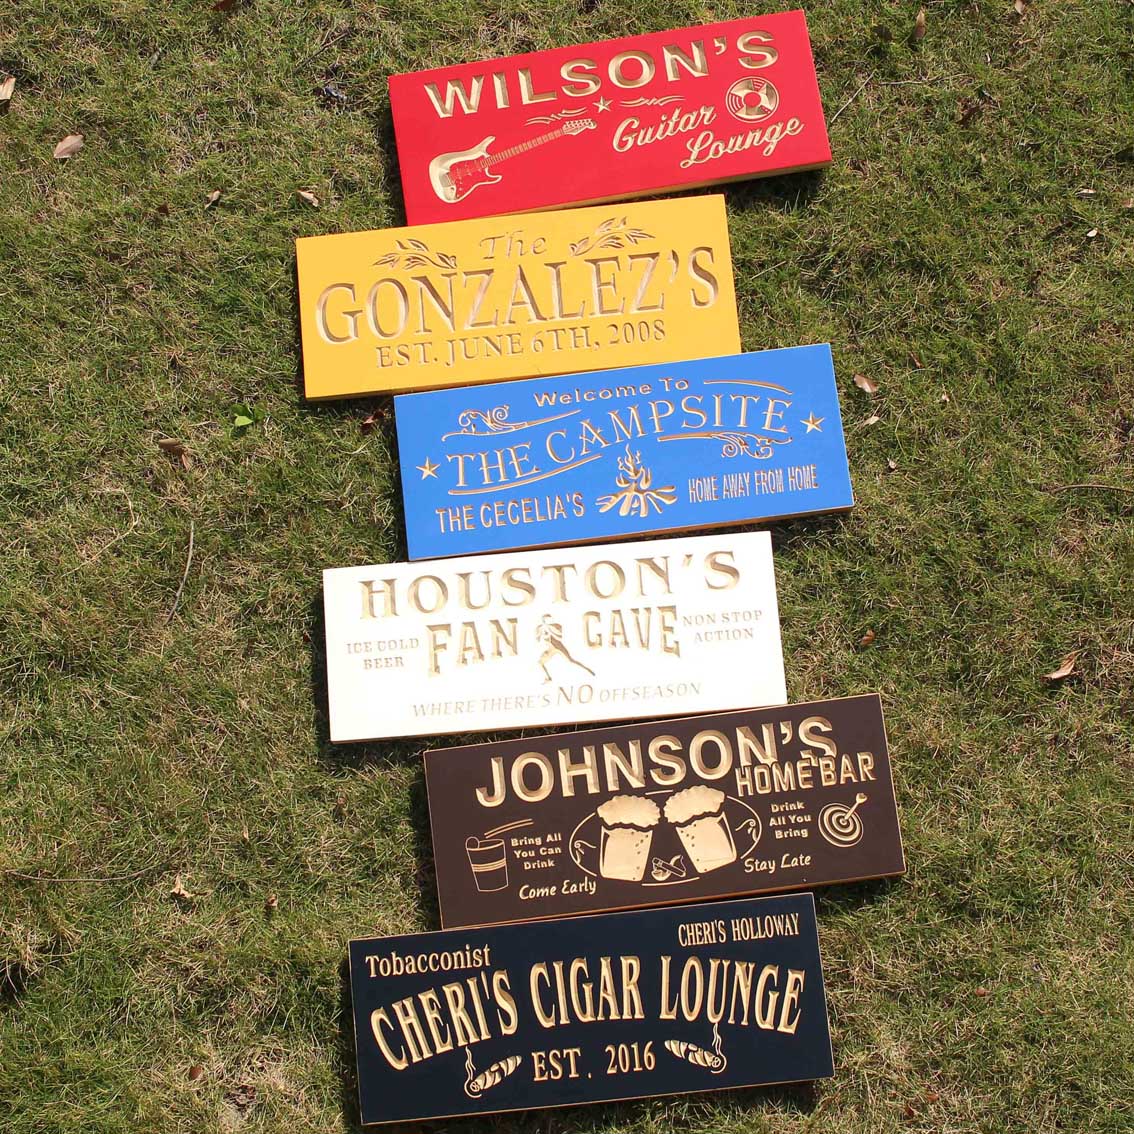 WILSON'S
Guitar
Lounge
The
GONZALEZ'S
EST. JUNE 6TH, 2008
Welcome To
THE CAMPSITE
THE CECELIA'S
HOME AWAY FROM HOME
HOUSTON'S
ICE COLD
BEER
FAN CAVE
NON STOP
ACTION
WHERE THERE'S NO OFFSEASON
JOHNSON'S
HOME BAR
Bring All
You Can
Drink
Drink
All You
Bring
Come Early
Stay Late
Tobacconist
CHERI'S HOLLOWAY
CHERI'S CIGAR LOUNGE
EST. 2016